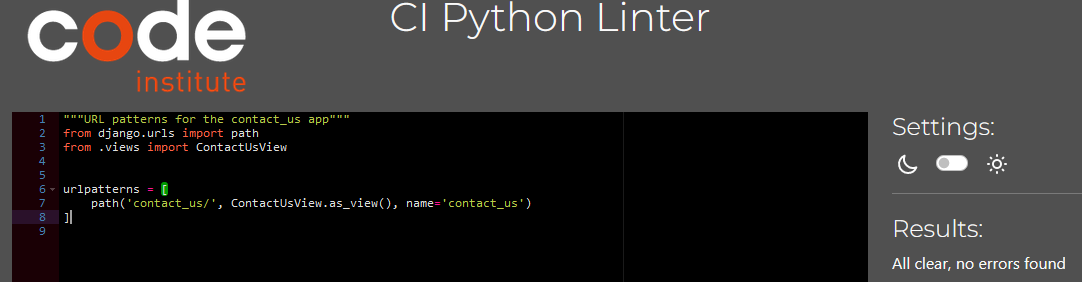 code
institute
CI Python Linter
1 """URL patterns for the contact_us app"""
2 from django.urls import path
3 from .views import ContactUsView
4
5
6 urlpatterns = [
7     path('contact_us/', ContactUsView.as_view(), name='contact_us')
8 ]
9
Settings:
Results:
All clear, no errors found